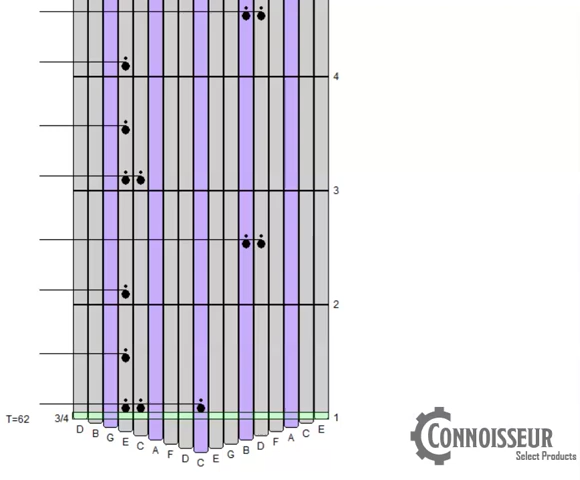 4
3
2
T=62 3/4 1
D B G E C A F D C E G B D F A C E
CONNOISSEUR
Select Products